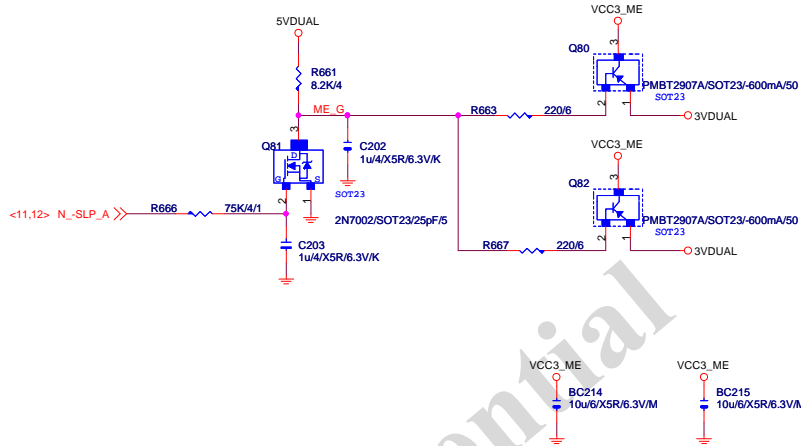 VCC3_ME
5VDUAL
3
Q80
R661
8.2K/4
PMBT2907A/SOT23/-600mA/50
SOT23
ME_G
R663
220/6
2
1
3VDUAL
3
Q81
D
G
S
C202
1u/4/X5R/6.3V/K
VCC3_ME
3
Q82
SOT23
2
1
2N7002/SOT23/25pF/5
PMBT2907A/SOT23/-600mA/50
SOT23
<11,12> N_-SLP_A
R666
75K/4/1
2
1
R667
220/6
3VDUAL
C203
1u/4/X5R/6.3V/K
VCC3_ME
VCC3_ME
BC214
10u/6/X5R/6.3V/M
BC215
10u/6/X5R/6.3V/M
ential